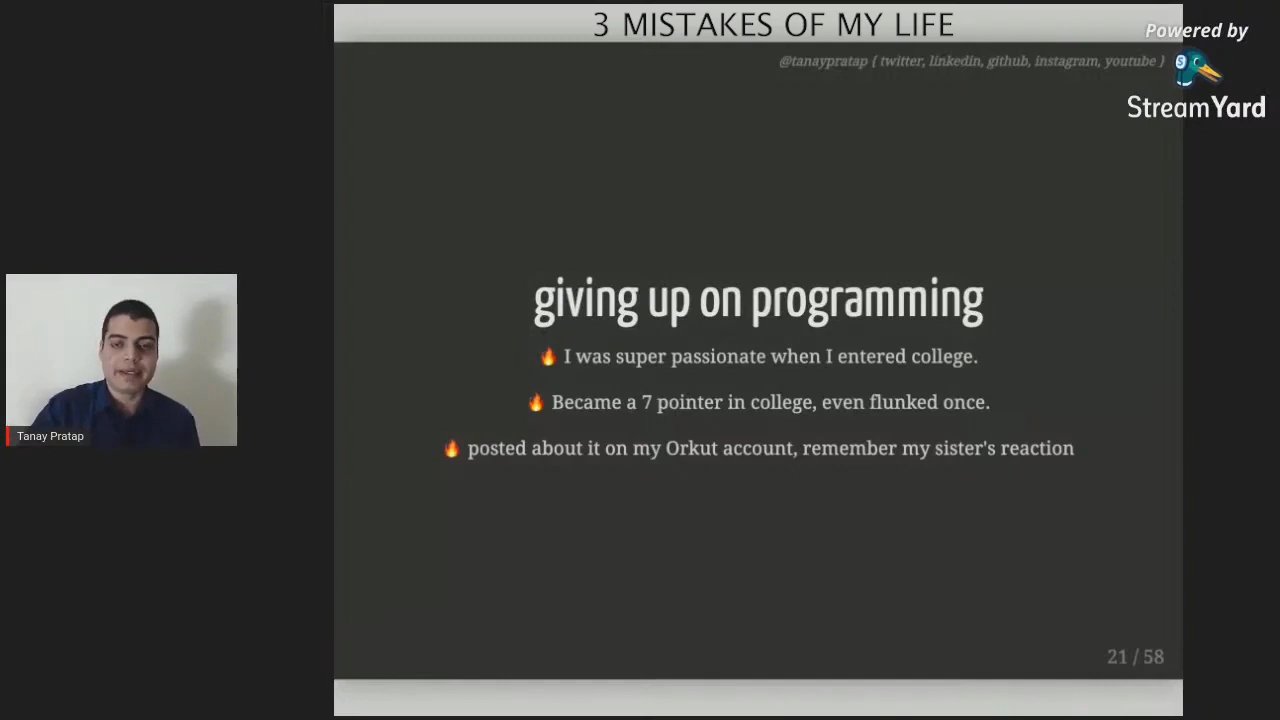 3 MISTAKES OF MY LIFE
Powered by
@tanaypratap { twitter, linkedin, github, instagram, youtube }
S
StreamYard
giving up on programming
🔥 I was super passionate when I entered college.
🔥 Became a 7 pointer in college, even flunked once.
🔥 posted about it on my Orkut account, remember my sister's reaction
Tanay Pratap
21 / 58